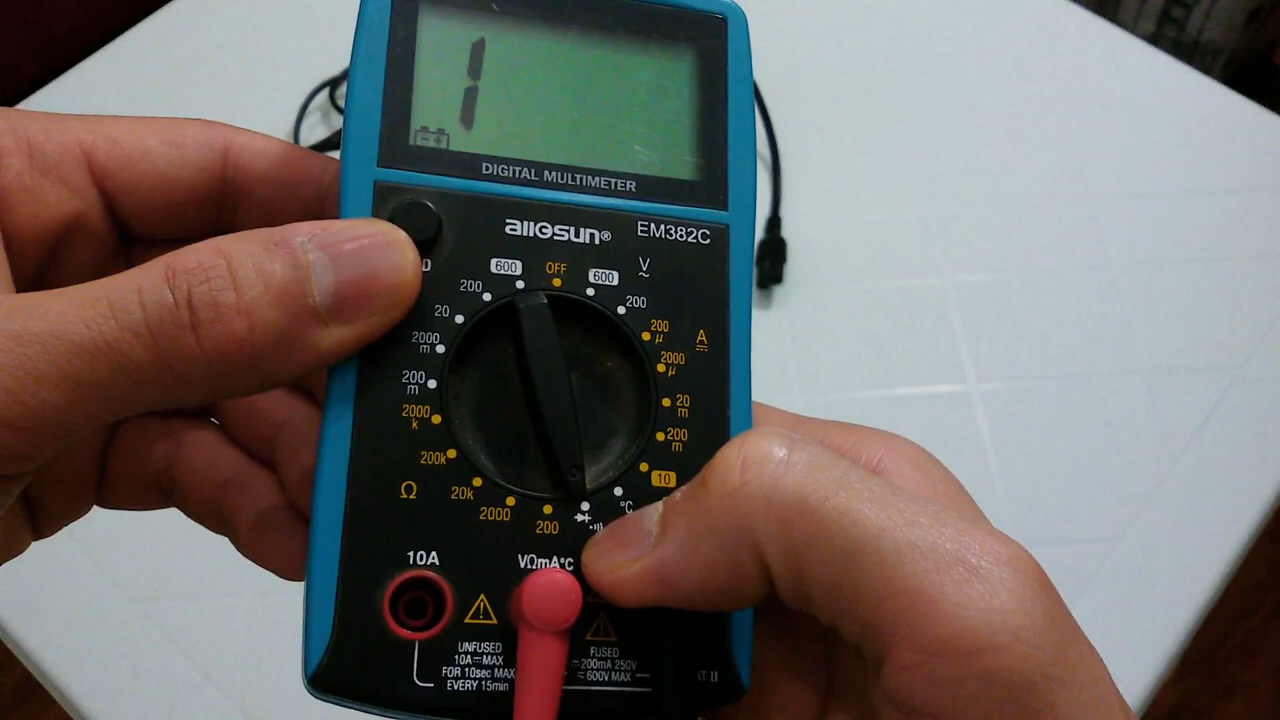 1
DIGITAL MULTIMETER
allosun®
EM382C
D
600
OFF
600
V
200
200
20
200
μ
A
2000
m
2000
μ
200
m
20
m
2000
k
200
m
200k
10
Ω
20k
2000
200
°C
10A
VΩmA°C
UNFUSED
10A MAX
FOR 10sec MAX
EVERY 15min
FUSED
200mA 250V
600V MAX
T II